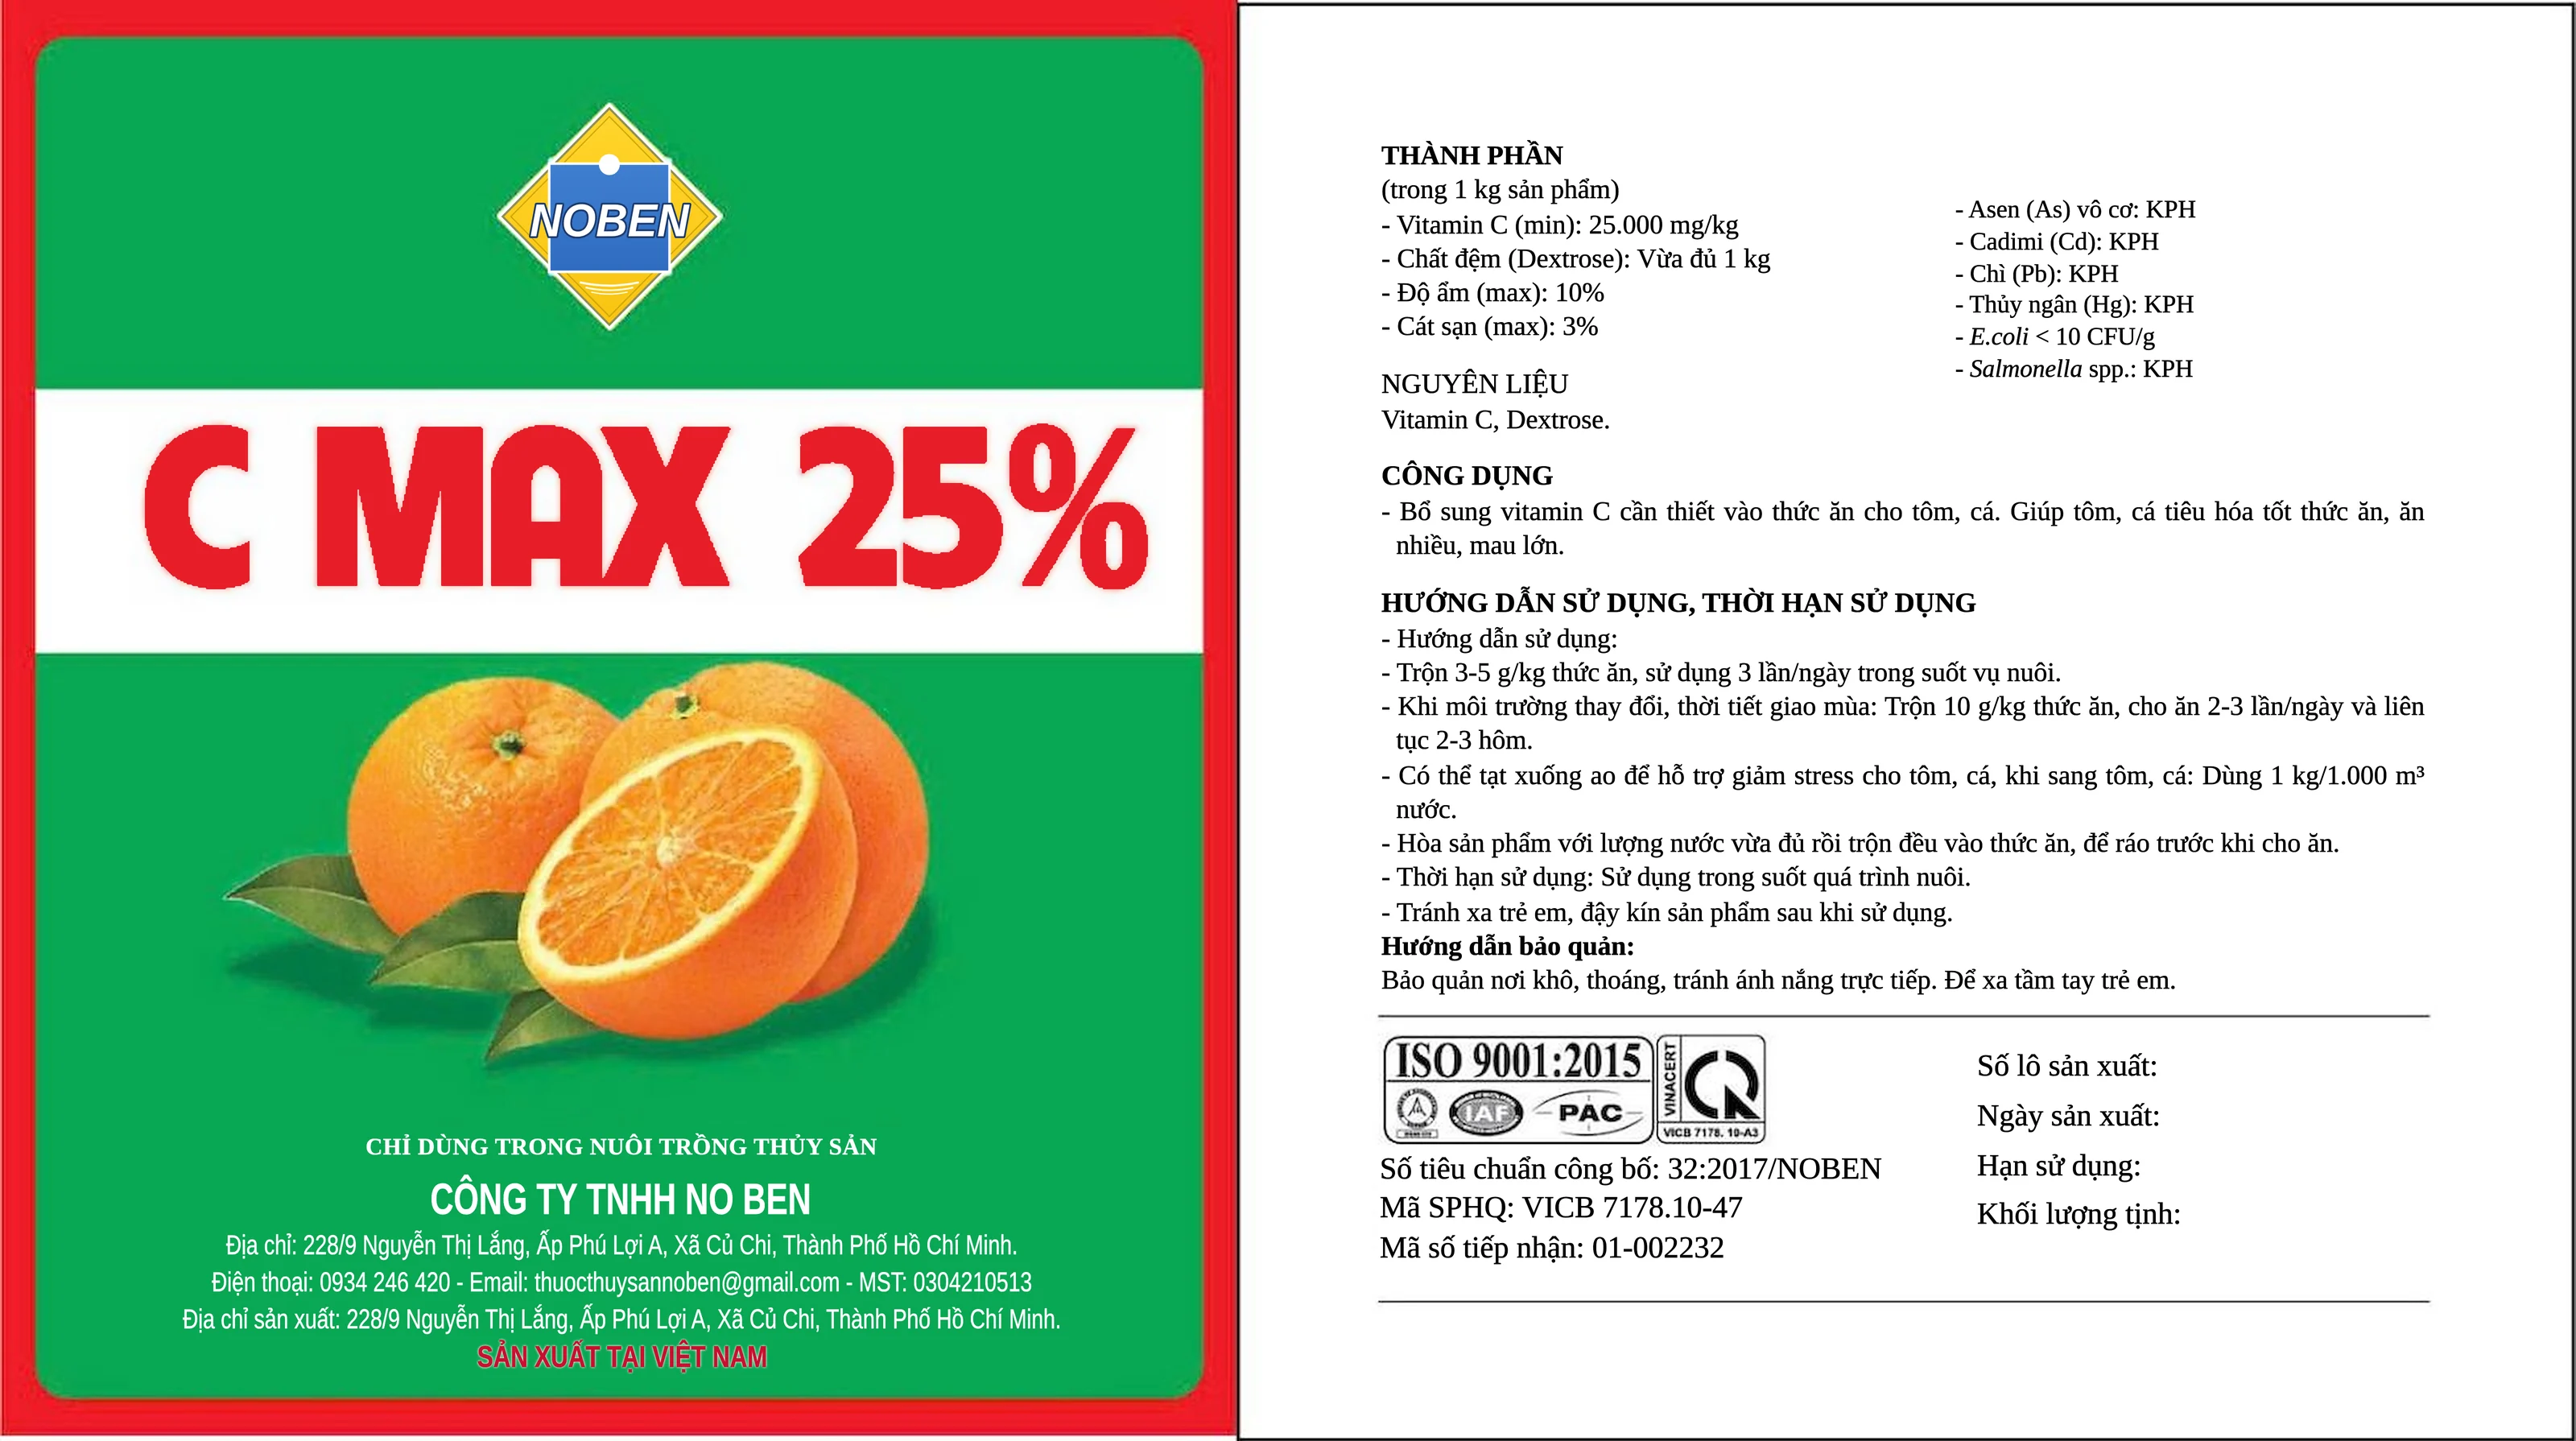 NOBEN
C MAX 25%
CHỈ DÙNG TRONG NUÔI TRỒNG THỦY SẢN
CÔNG TY TNHH NO BEN
Địa chỉ: 228/9 Nguyễn Thị Lắng, Ấp Phú Lợi A, Xã Củ Chi, Thành Phố Hồ Chí Minh.
Điện thoại: 0934 246 420 - Email: thuocthuysannoben@gmail.com - MST: 0304210513
Địa chỉ sản xuất: 228/9 Nguyễn Thị Lắng, Ấp Phú Lợi A, Xã Củ Chi, Thành Phố Hồ Chí Minh.
SẢN XUẤT TẠI VIỆT NAM
THÀNH PHẦN
(trong 1 kg sản phẩm)
- Vitamin C (min): 25.000 mg/kg
- Chất đệm (Dextrose): Vừa đủ 1 kg
- Độ ẩm (max): 10%
- Cát sạn (max): 3%
- Asen (As) vô cơ: KPH
- Cadimi (Cd): KPH
- Chì (Pb): KPH
- Thủy ngân (Hg): KPH
- E.coli < 10 CFU/g
- Salmonella spp.: KPH
NGUYÊN LIỆU
Vitamin C, Dextrose.
CÔNG DỤNG
- Bổ sung vitamin C cần thiết vào thức ăn cho tôm, cá. Giúp tôm, cá tiêu hóa tốt thức ăn, ăn
nhiều, mau lớn.
HƯỚNG DẪN SỬ DỤNG, THỜI HẠN SỬ DỤNG
- Hướng dẫn sử dụng:
- Trộn 3-5 g/kg thức ăn, sử dụng 3 lần/ngày trong suốt vụ nuôi.
- Khi môi trường thay đổi, thời tiết giao mùa: Trộn 10 g/kg thức ăn, cho ăn 2-3 lần/ngày và liên
tục 2-3 hôm.
- Có thể tạt xuống ao để hỗ trợ giảm stress cho tôm, cá, khi sang tôm, cá: Dùng 1 kg/1.000 m³
nước.
- Hòa sản phẩm với lượng nước vừa đủ rồi trộn đều vào thức ăn, để ráo trước khi cho ăn.
- Thời hạn sử dụng: Sử dụng trong suốt quá trình nuôi.
- Tránh xa trẻ em, đậy kín sản phẩm sau khi sử dụng.
Hướng dẫn bảo quản:
Bảo quản nơi khô, thoáng, tránh ánh nắng trực tiếp. Để xa tầm tay trẻ em.
ISO 9001:2015
IAF
PAC
VINACERT
VICB 7178. 10-A3
Số tiêu chuẩn công bố: 32:2017/NOBEN
Mã SPHQ: VICB 7178.10-47
Mã số tiếp nhận: 01-002232
Số lô sản xuất:
Ngày sản xuất:
Hạn sử dụng:
Khối lượng tịnh: